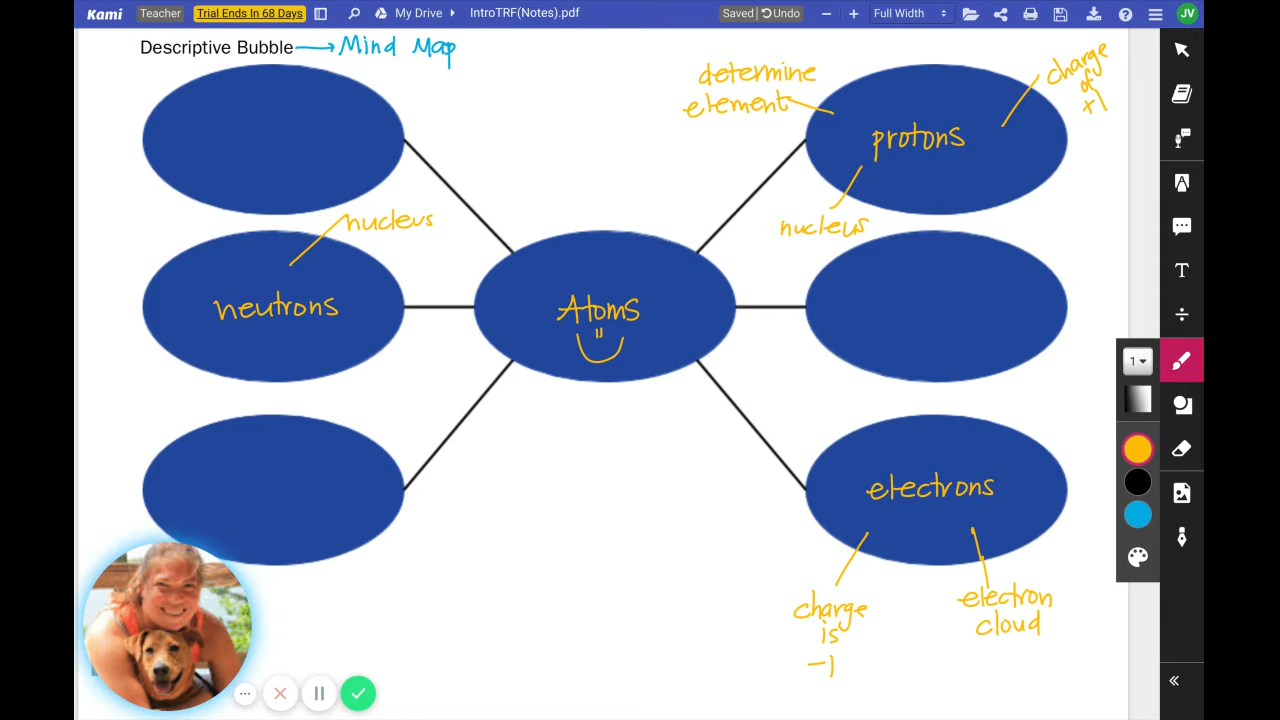 Kami
Teacher
Trial Ends In 68 Days
My Drive
IntroTRF(Notes).pdf
Saved
Undo
Full Width
JV
Descriptive Bubble
Mind Map
determine
element
charge
of
+1
protons
nucleus
nucleus
neutrons
Atoms
electrons
charge
is
-1
electron
cloud
1
T